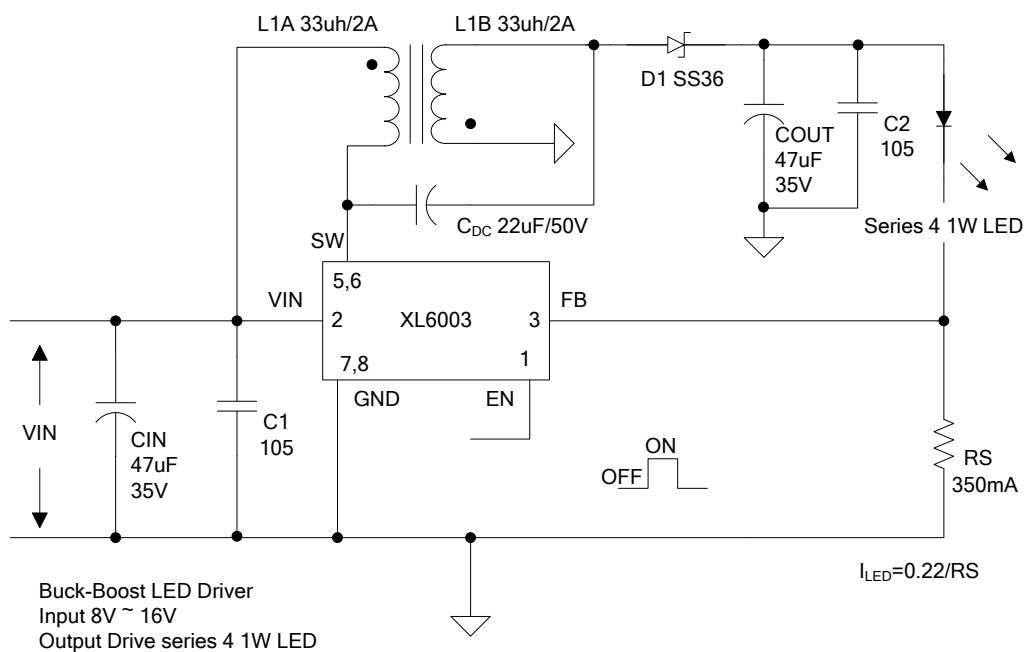 L1A 33uh/2A
L1B 33uh/2A
D1 SS36
COUT
47uF
35V
C2
105
CDC 22uF/50V
Series 4 1W LED
SW
5,6
VIN
FB
2
XL6003
3
7,8
1
GND
EN
VIN
CIN
47uF
35V
C1
105
ON
OFF
RS
350mA
ILED=0.22/RS
Buck-Boost LED Driver
Input 8V ~ 16V
Output Drive series 4 1W LED